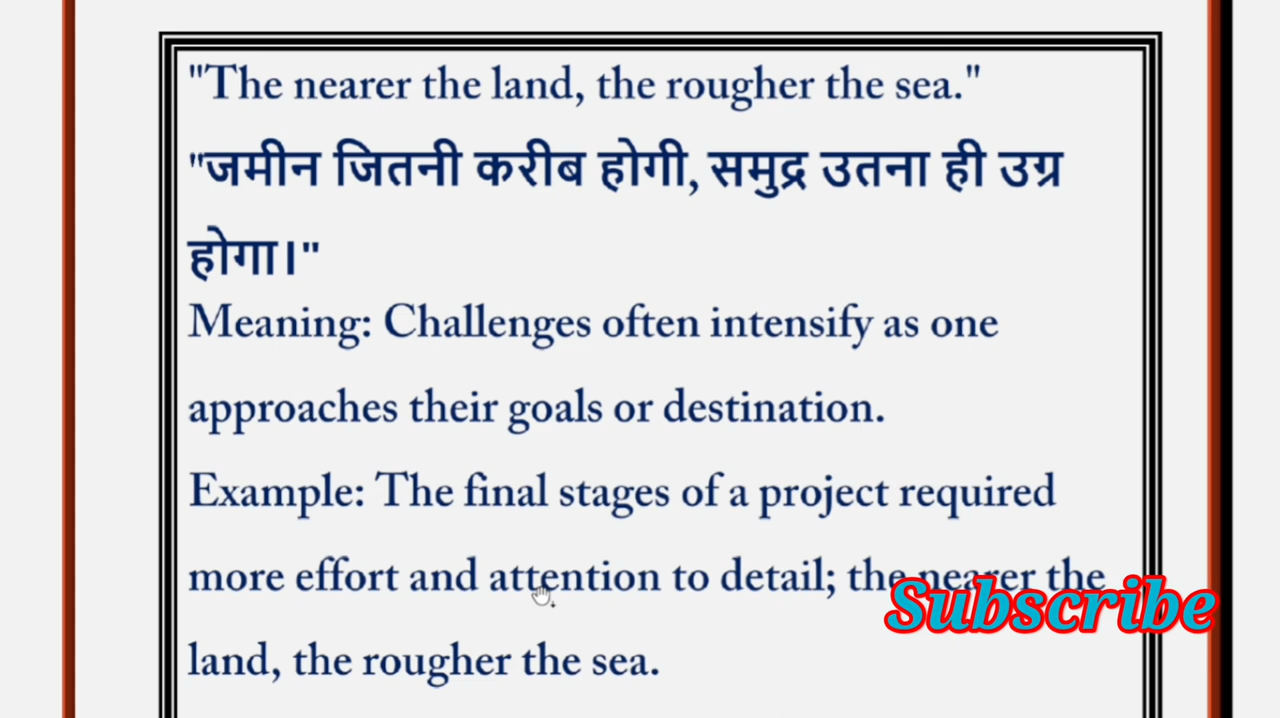 "The nearer the land, the rougher the sea."
"जमीन जितनी करीब होगी, समुद्र उतना ही उग्र
होगा।"
Meaning: Challenges often intensify as one
approaches their goals or destination.
Example: The final stages of a project required
more effort and attention to detail; the nearer the
Subscribe
land, the rougher the sea.